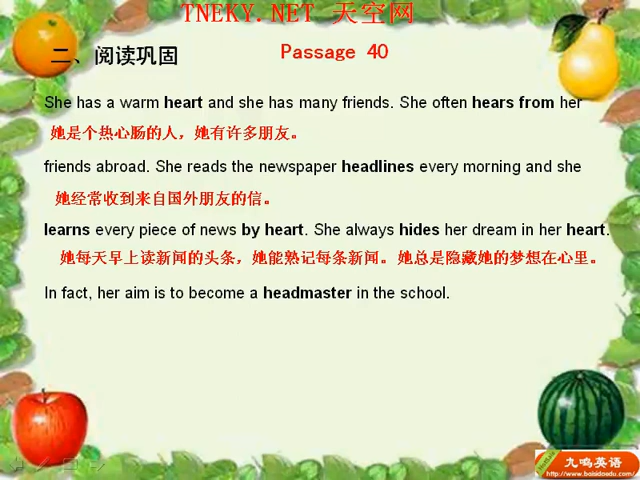 TNEKY.NET 天空网
二、阅读巩固
Passage 40
She has a warm heart and she has many friends. She often hears from her
她是个热心肠的人，她有许多朋友。
friends abroad. She reads the newspaper headlines every morning and she
她经常收到来自国外朋友的信。
learns every piece of news by heart. She always hides her dream in her heart.
她每天早上读新闻的头条，她能熟记每条新闻。她总是隐藏她的梦想在心里。
In fact, her aim is to become a headmaster in the school.
九鸣英语